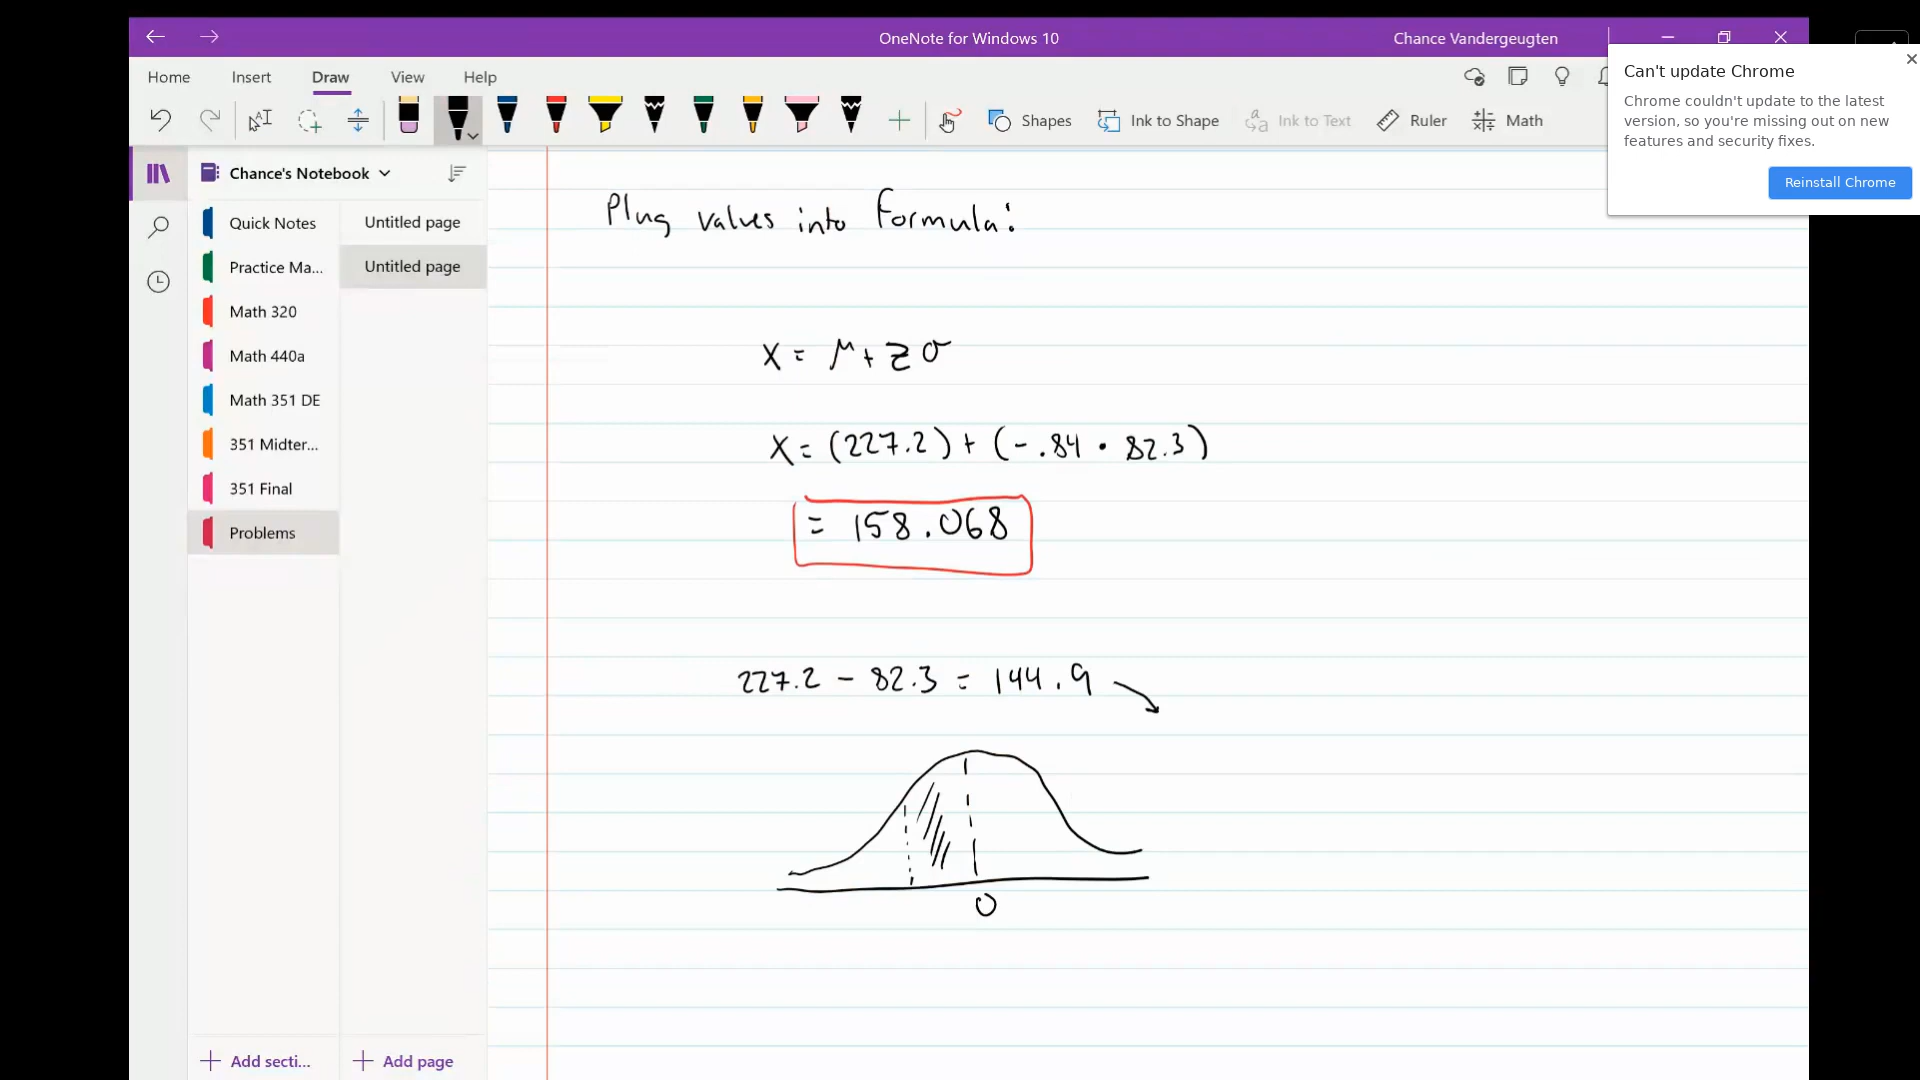 OneNote for Windows 10
Chance Vandergeugten
Home Insert Draw View Help
Shapes Ink to Shape Ink to Text Ruler Math
Can't update Chrome
Chrome couldn't update to the latest
version, so you're missing out on new
features and security fixes.
Reinstall Chrome
Chance's Notebook
Quick Notes
Practice Ma...
Math 320
Math 440a
Math 351 DE
351 Midter...
351 Final
Problems
Add secti...
Untitled page
Untitled page
Add page
Plug values into Formula:
X = μ + z σ
X = (227.2) + (- .84 • 82.3)
= 158.068
227.2 - 82.3 = 144.9
0